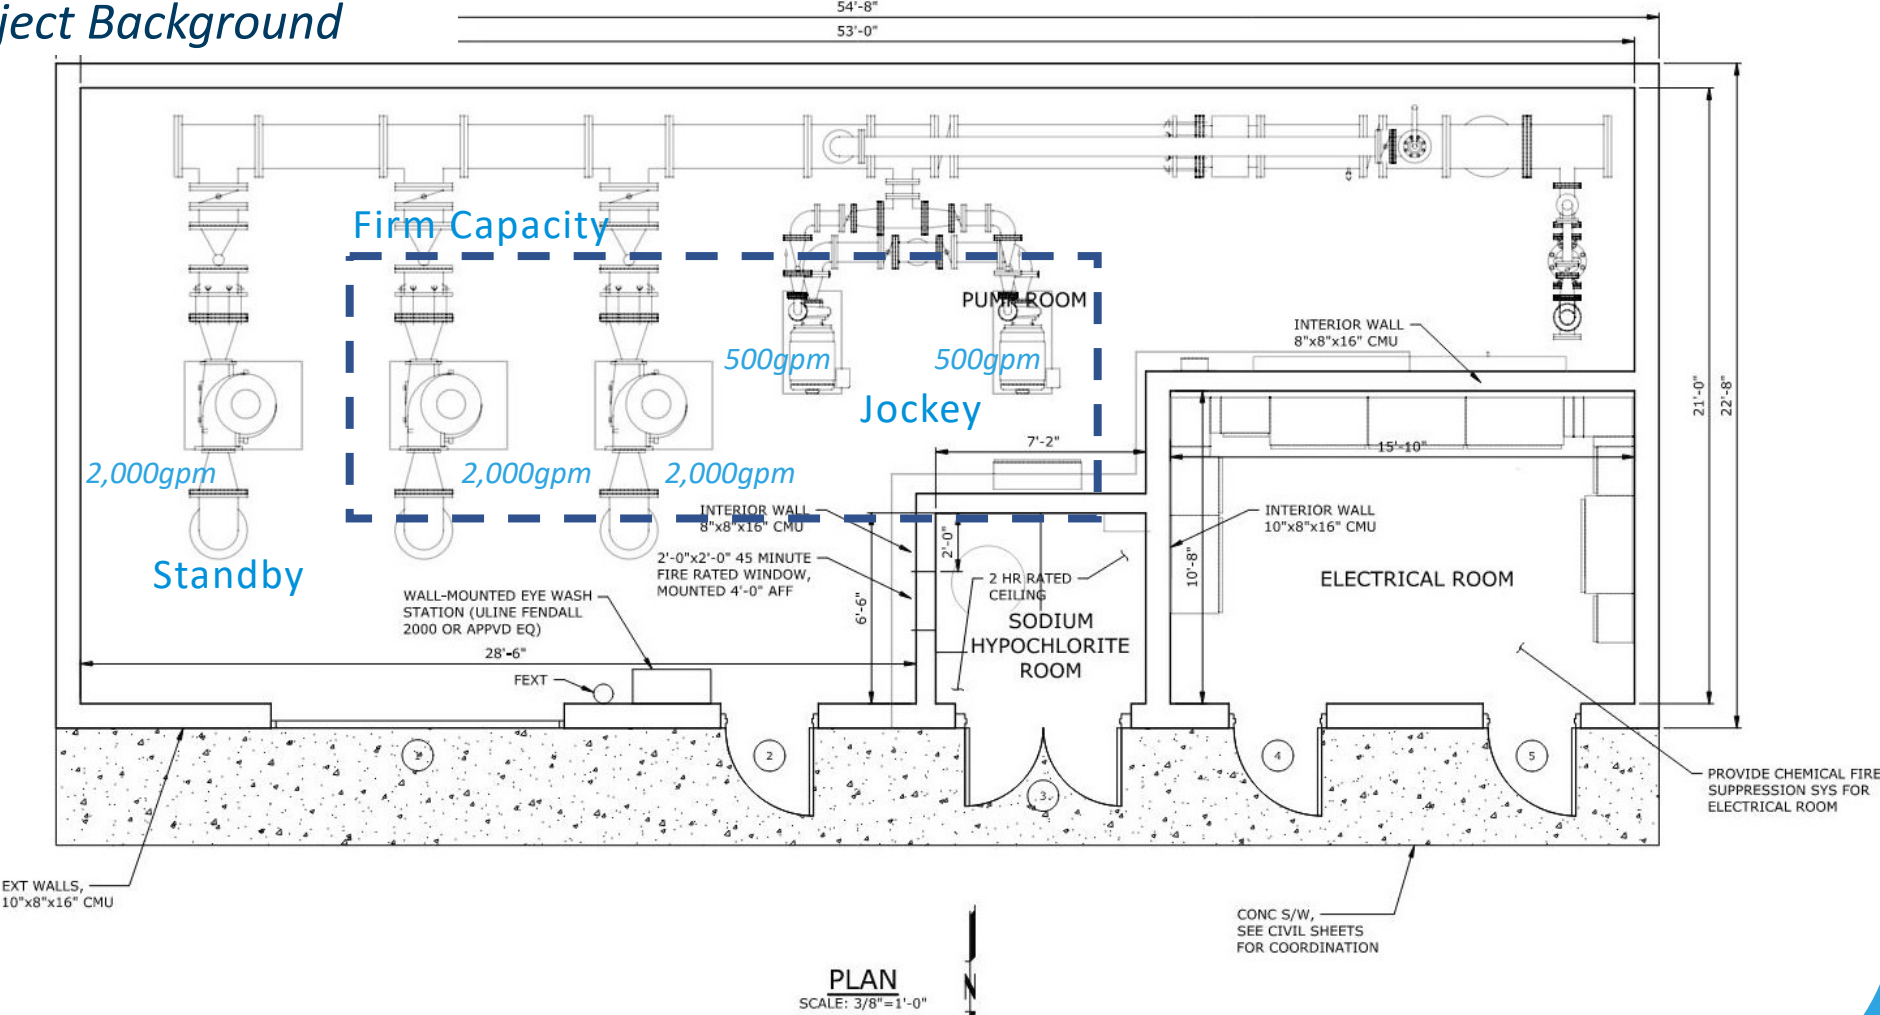 ject Background
54'-8"
53'-0"
Firm Capacity
PUMP ROOM
INTERIOR WALL
8"x8"x16" CMU
500gpm
500gpm
Jockey
21'-0"
22'-8"
7'-2"
15'-10"
2,000gpm
2,000gpm
2,000gpm
INTERIOR WALL
8"x8"x16" CMU
INTERIOR WALL
10"x8"x16" CMU
2'-0"
10'-8"
6'-6"
Standby
2'-0"x2'-0" 45 MINUTE
FIRE RATED WINDOW,
MOUNTED 4'-0" AFF
2 HR RATED
CEILING
ELECTRICAL ROOM
WALL-MOUNTED EYE WASH
STATION (ULINE FENDALL
2000 OR APPVD EQ)
SODIUM
HYPOCHLORITE
ROOM
28'-6"
FEXT
1
2
3
4
5
PROVIDE CHEMICAL FIRE
SUPPRESSION SYS FOR
ELECTRICAL ROOM
EXT WALLS,
10"x8"x16" CMU
CONC S/W,
SEE CIVIL SHEETS
FOR COORDINATION
PLAN
SCALE: 3/8"=1'-0"
N